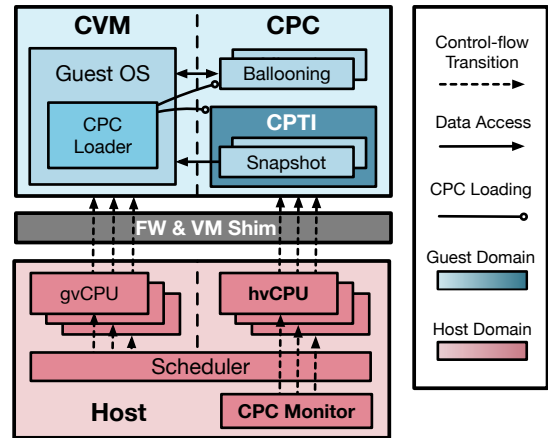 CVM
CPC
Guest OS
Ballooning
CPC
Loader
CPTI
Snapshot
FW & VM Shim
gvCPU
hvCPU
Scheduler
Host
CPC Monitor
Control-flow
Transition
Data Access
CPC Loading
Guest Domain
Host Domain